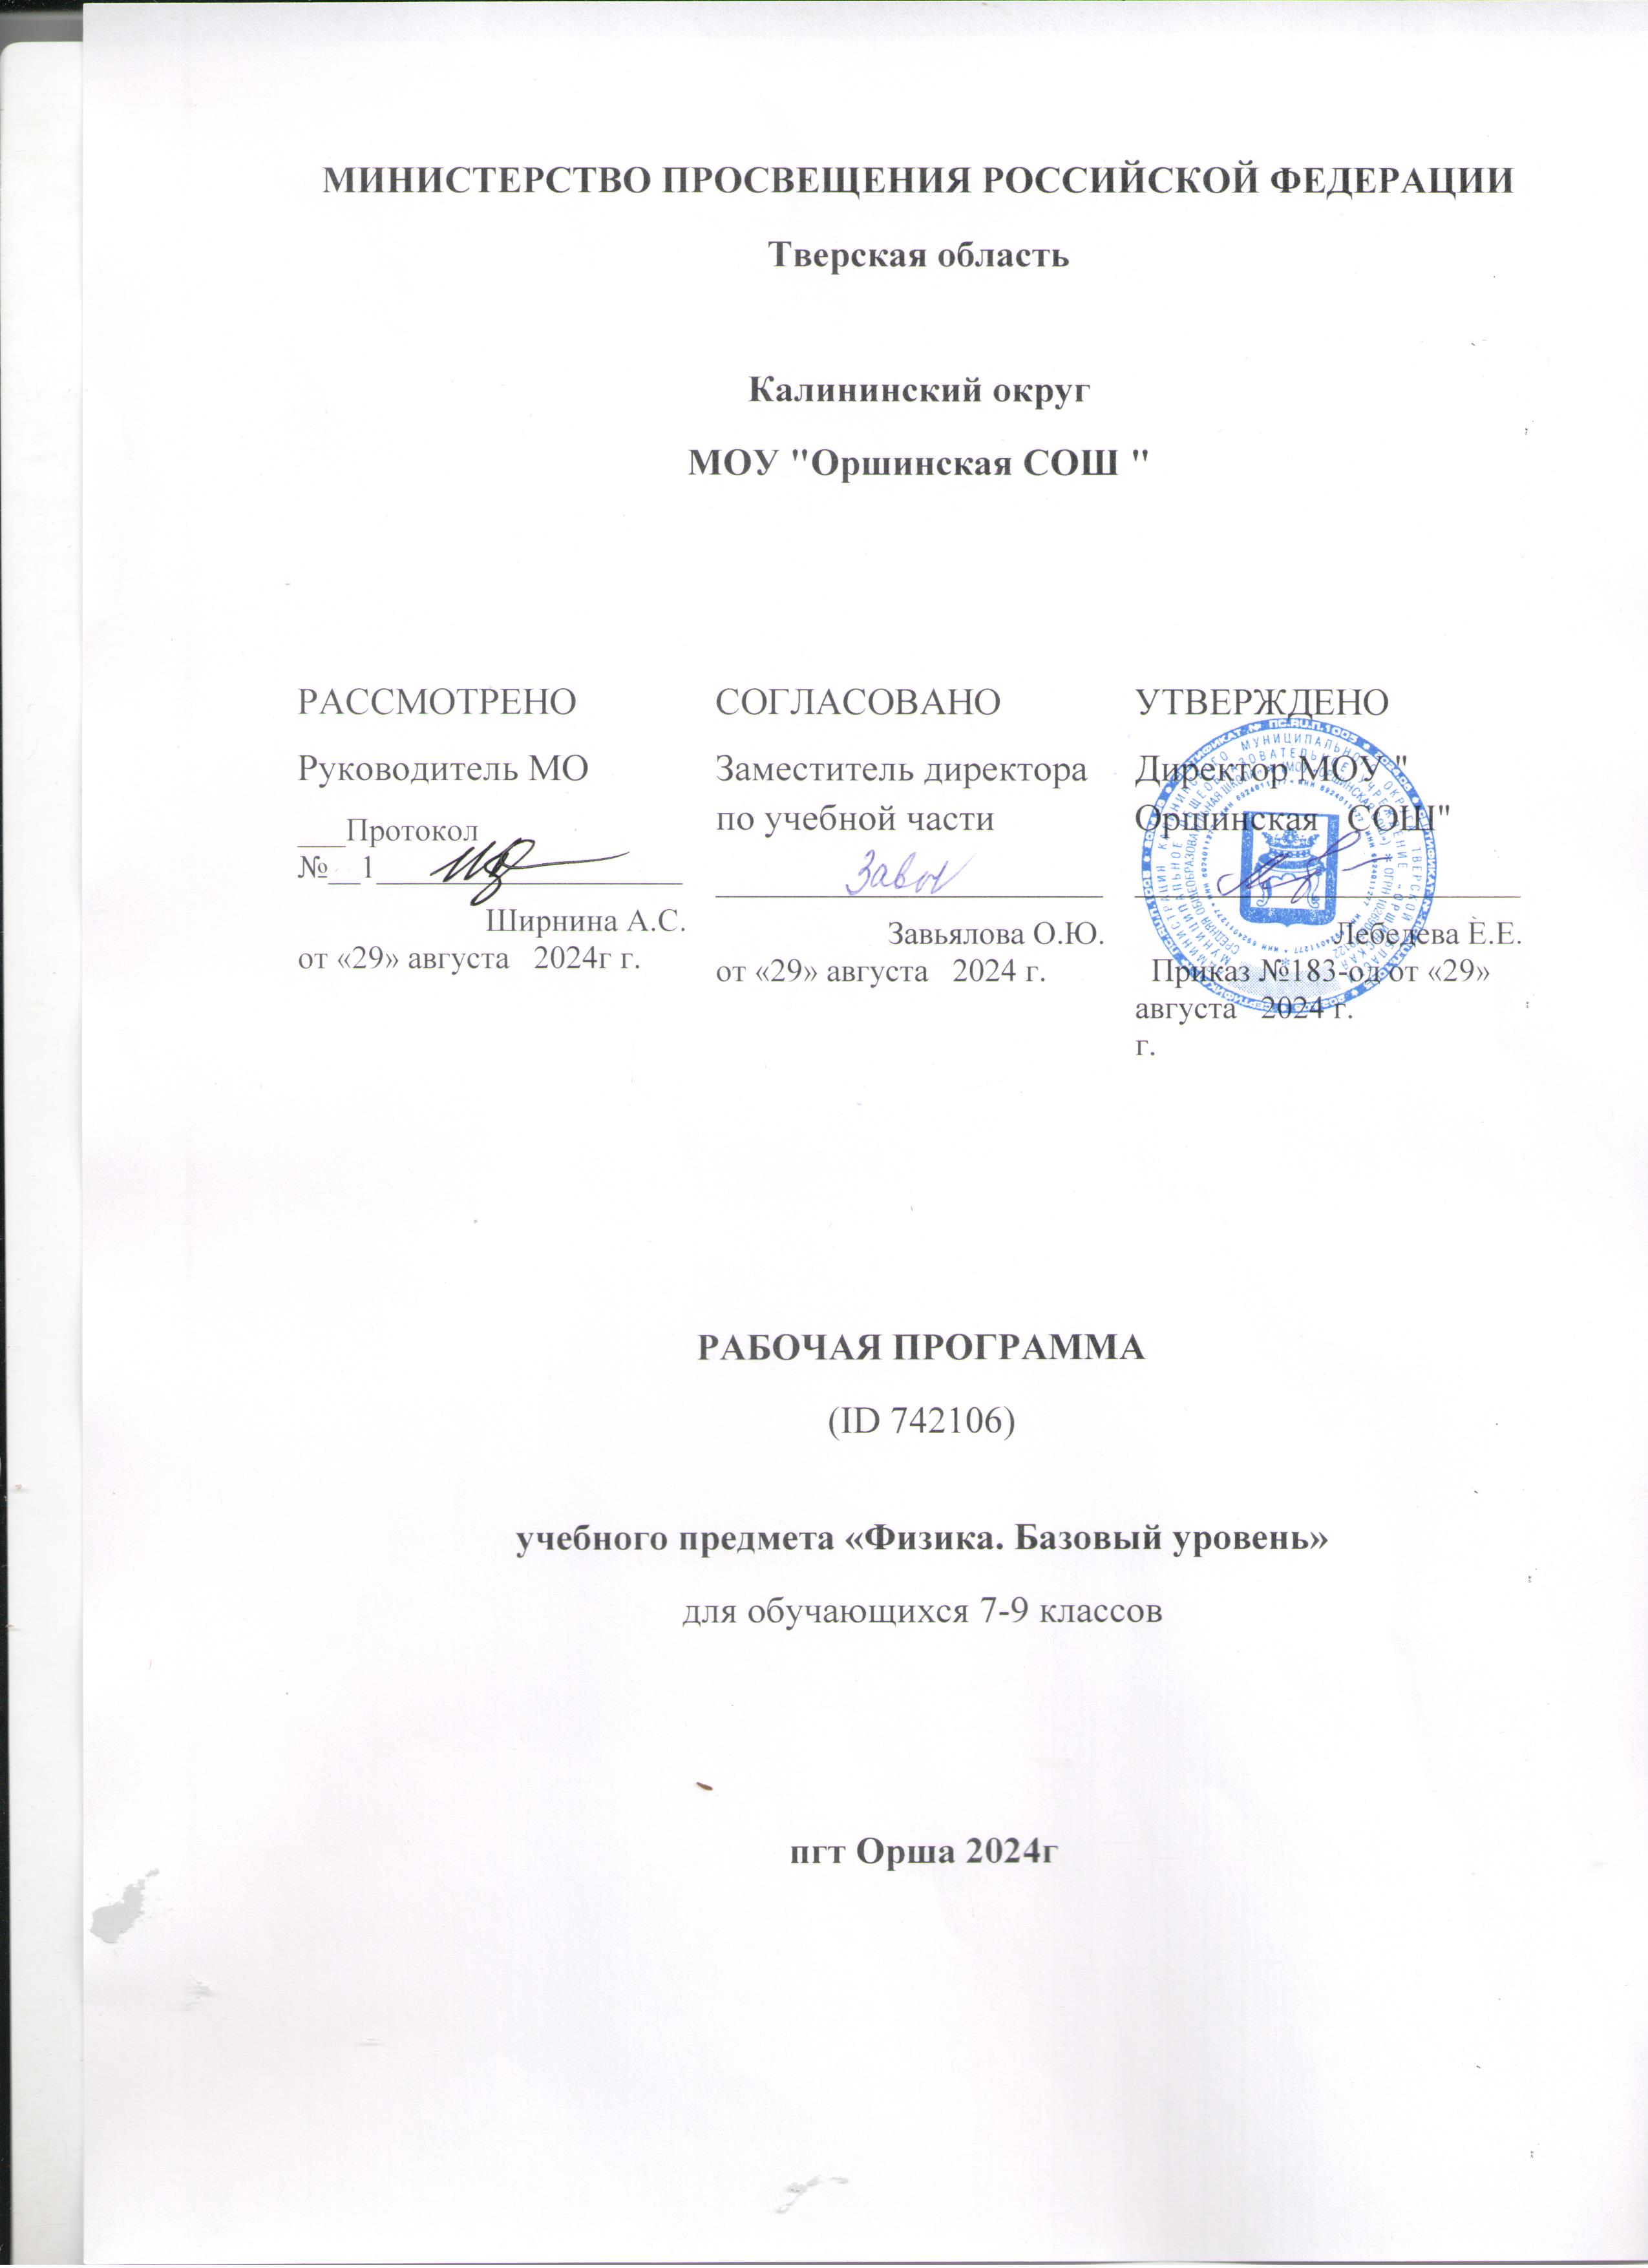 МИНИСТЕРСТВО ПРОСВЕЩЕНИЯ РОССИЙСКОЙ ФЕДЕРАЦИИ
Тверская область
Калининский округ
МОУ "Оршинская СОШ "
РАССМОТРЕНО
Руководитель МО
___Протокол
№__1___________________
Ширнина А.С.
от «29» августа 2024г г.
СОГЛАСОВАНО
Заместитель директора
по учебной части
Завьялова О.Ю.
от «29» августа 2024 г.
УТВЕРЖДЕНО
Директор МОУ "
Оршинская СОШ"
Лебедева Е.Е.
Приказ №183-од от «29»
августа 2024 г.
г.
РАБОЧАЯ ПРОГРАММА
(ID 742106)
учебного предмета «Физика. Базовый уровень»
для обучающихся 7-9 классов
пгт Орша 2024г